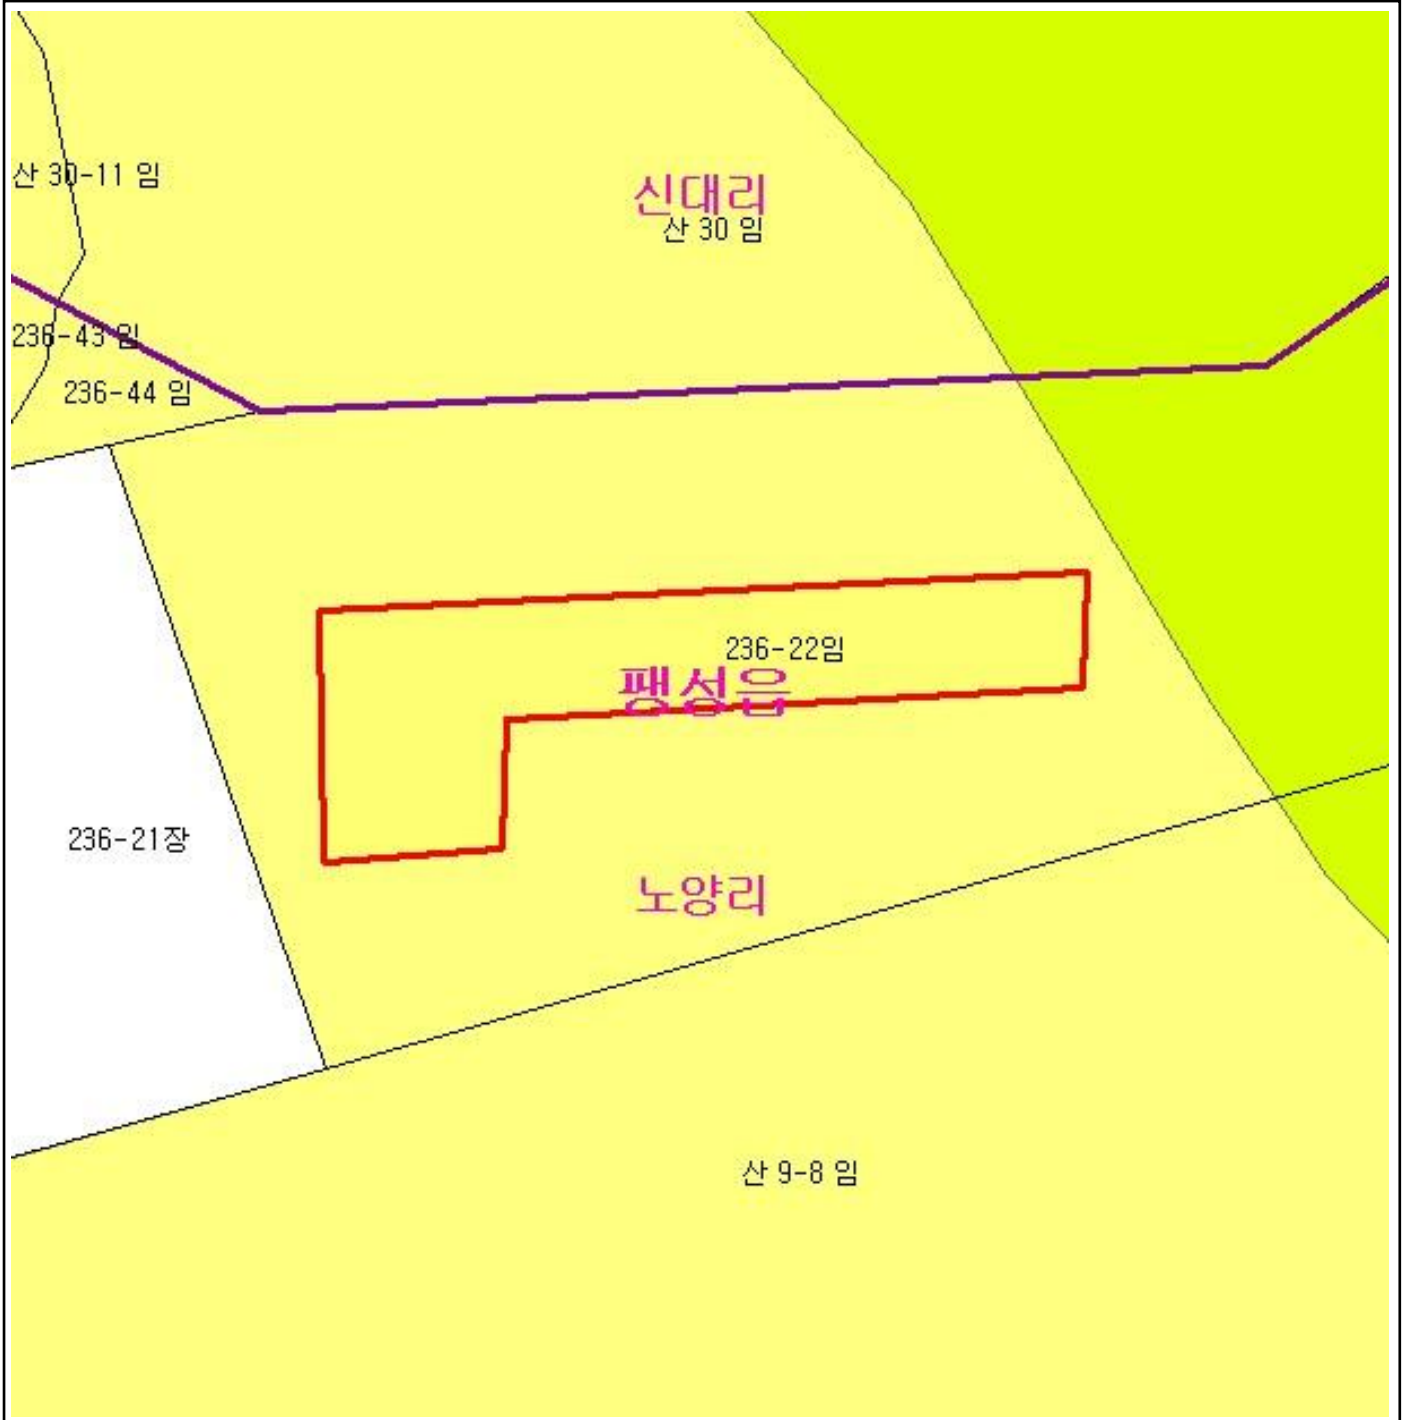 산 30-11 임
신대리
산 30 임
236-43 임
236-44 임
236-22임
팽성읍
236-21장
노양리
산 9-8 임